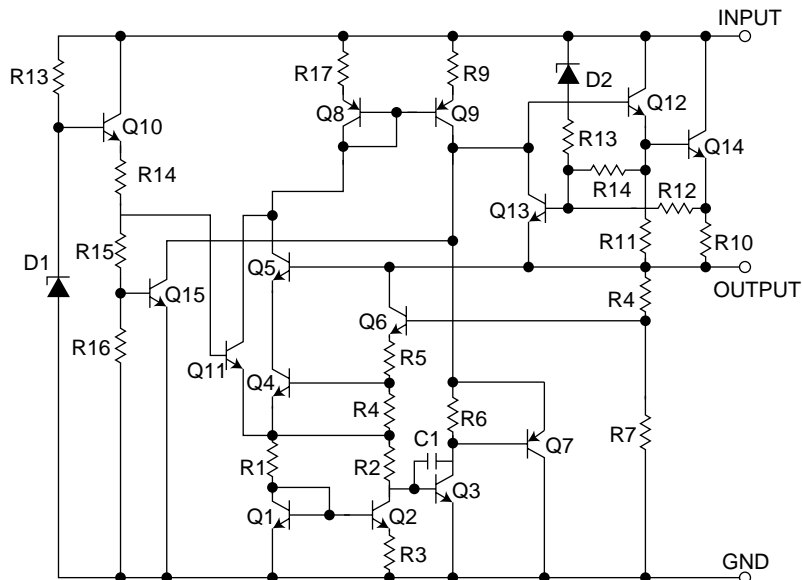 INPUT
R13
R17
R9
D2
Q10
Q8
Q9
Q12
R13
Q14
R14
R14
R12
Q13
R15
R11
R10
D1
Q5
OUTPUT
Q15
R4
Q6
R16
R5
Q11
Q4
R4
R6
R7
C1
Q7
R1
R2
Q3
Q1
Q2
R3
GND